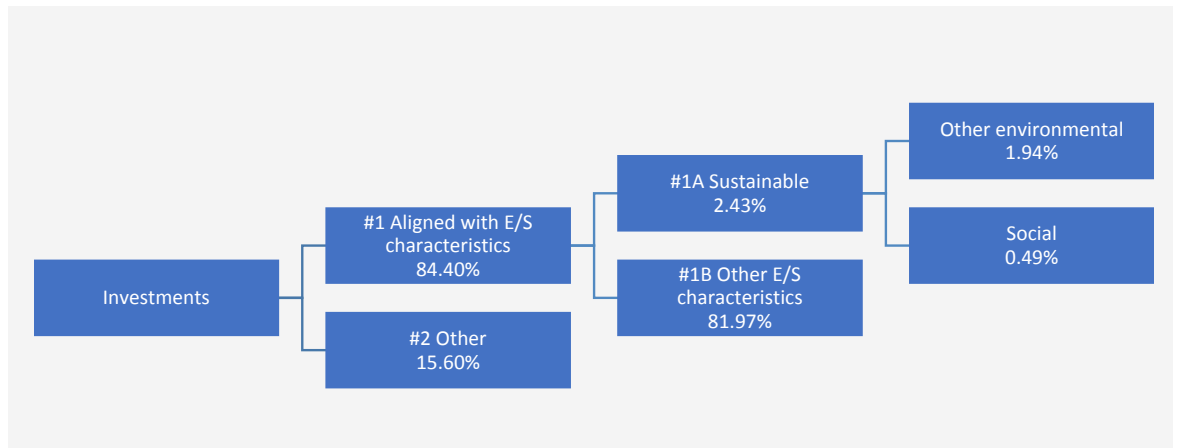 Investments
#1 Aligned with E/S
characteristics
84.40%
#2 Other
15.60%
#1A Sustainable
2.43%
#1B Other E/S
characteristics
81.97%
Other environmental
1.94%
Social
0.49%